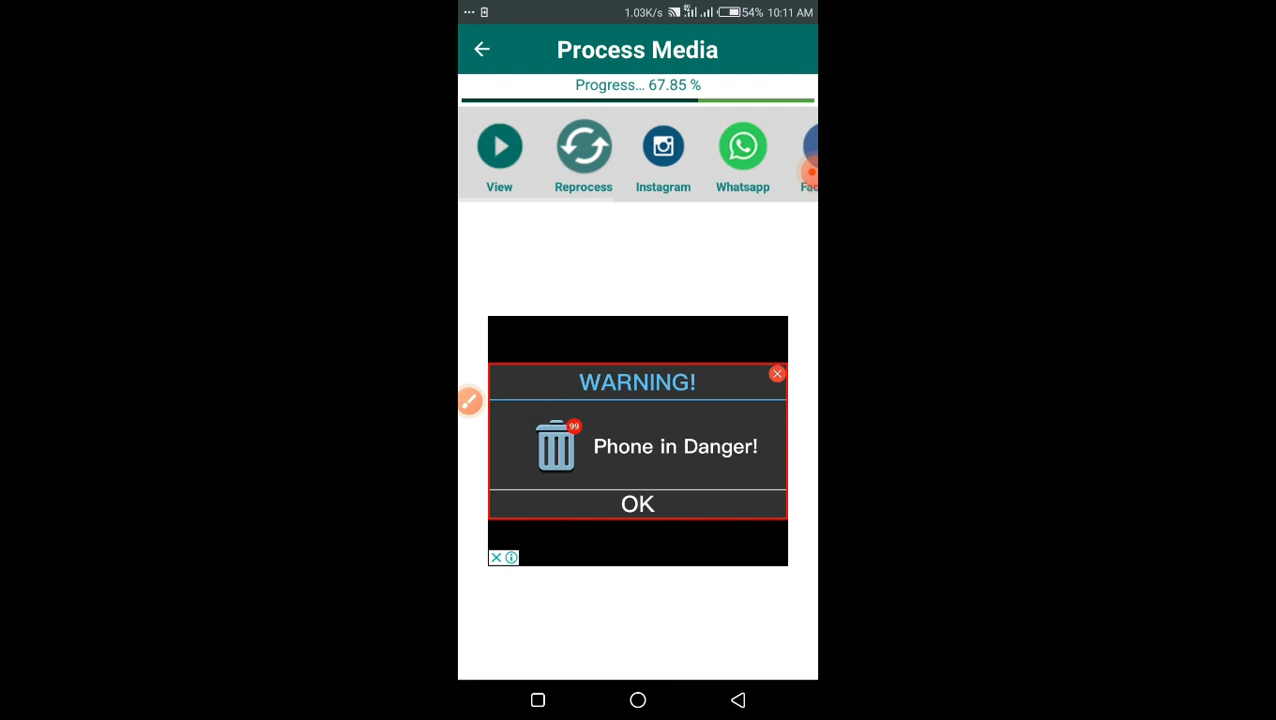 1.03K/s 4G 54% 10:11 AM
Process Media
Progress... 67.85 %
View Reprocess Instagram Whatsapp
WARNING!
99
Phone in Danger!
OK